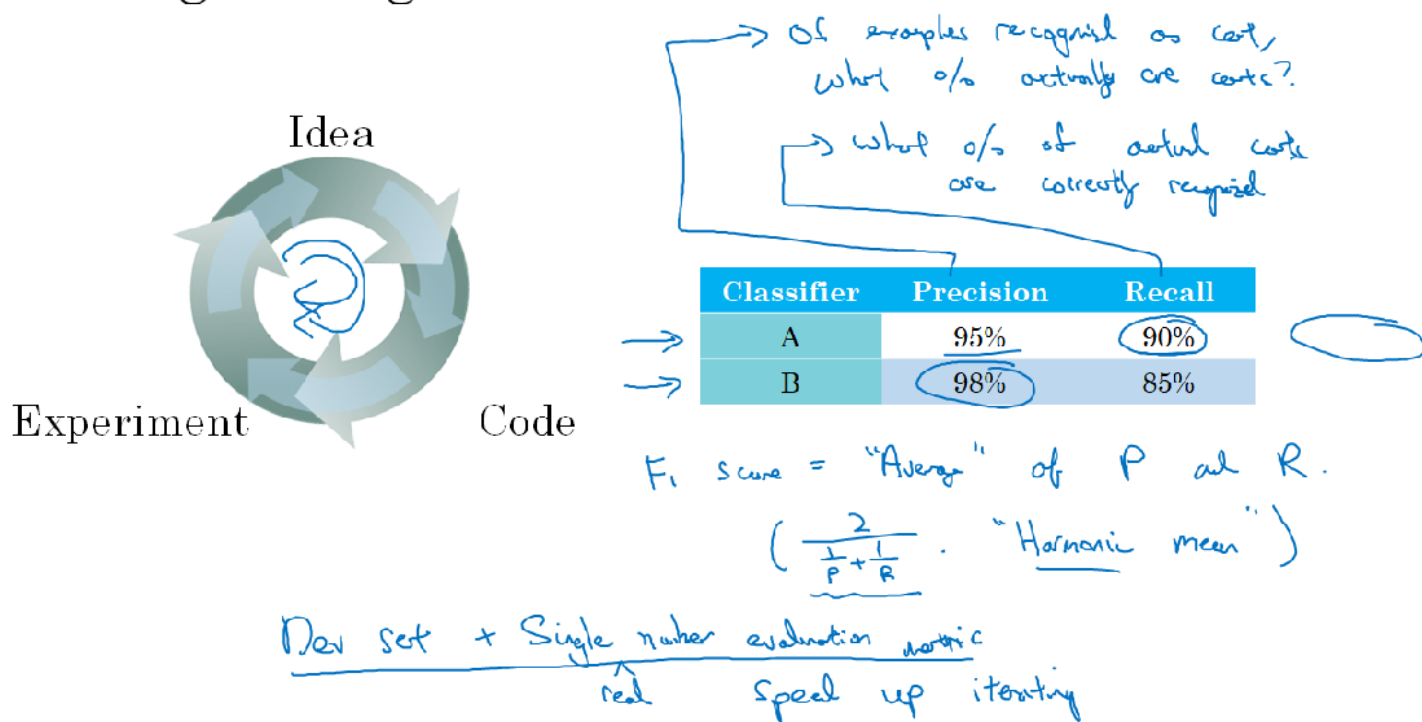 Idea
Experiment
Code
→ Of examples recognized as cat,
what % actually are cats?
→ what % of actual cats
are correctly recognized
Classifier Precision Recall
A 95% 90%
B 98% 85%
F₁ score = "Average" of P and R.
( 2 / (1/P + 1/R) . "Harmonic mean" )
Dev set + Single number evaluation metric
real
speed up iterating